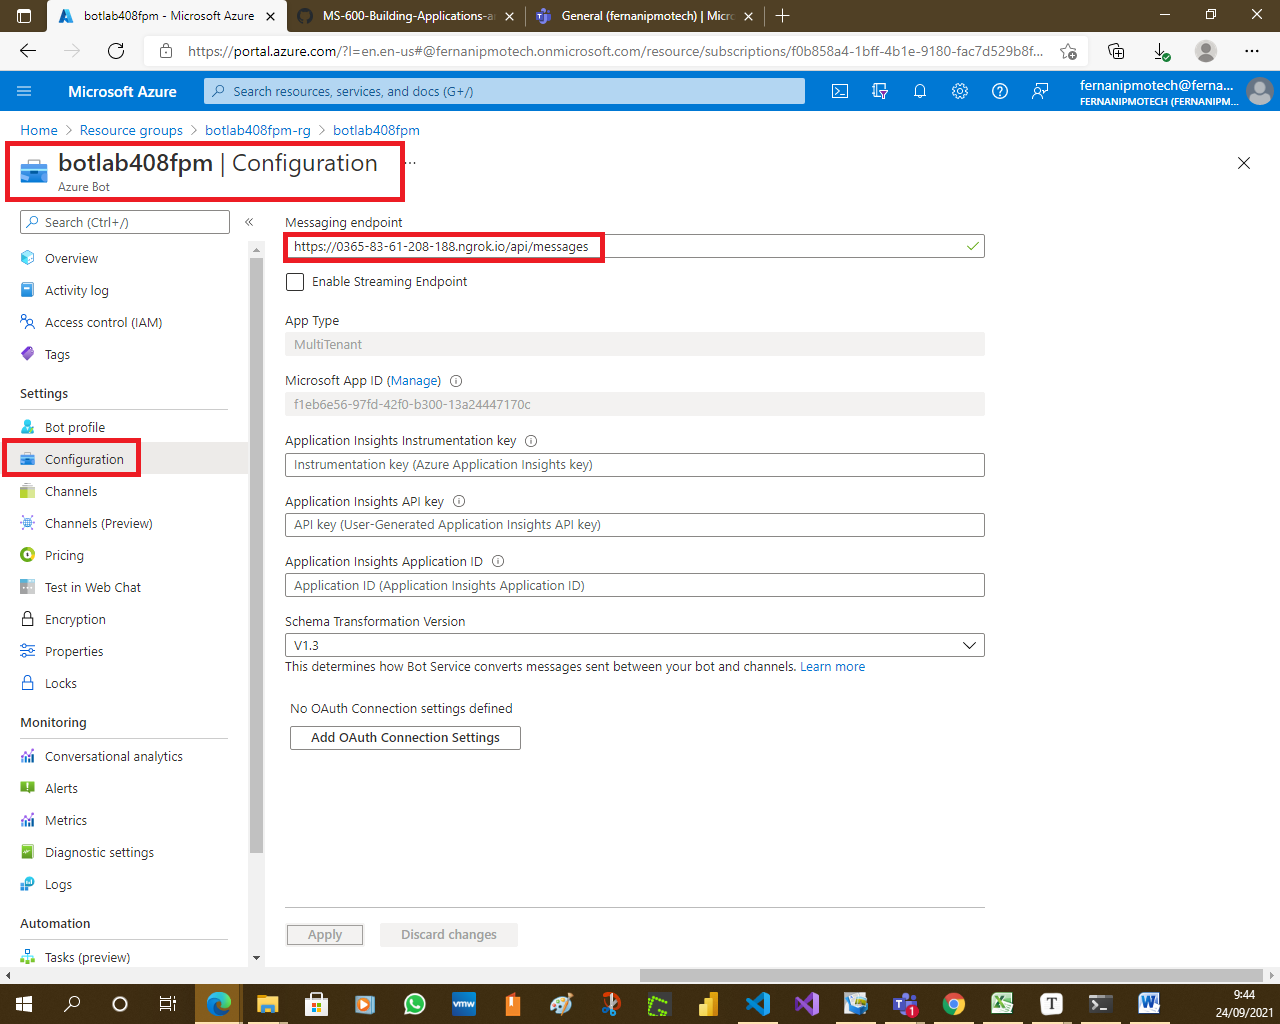 botlab408fpm - Microsoft Azure
MS-600-Building-Applications-a
General (fernanipmotech) | Micr
https://portal.azure.com/?l=en.en-us#@fernanipmotech.onmicrosoft.com/resource/subscriptions/f0b858a4-1bff-4b1e-9180-fac7d529b8f...
Microsoft Azure
Search resources, services, and docs (G+/)
fernanipmotech@ferna...
FERNANIPMOTECH (FERNANIPM...
Home > Resource groups > botlab408fpm-rg > botlab408fpm
botlab408fpm | Configuration ...
Azure Bot
Search (Ctrl+/)
«
Overview
Activity log
Access control (IAM)
Tags
Settings
Bot profile
Configuration
Channels
Channels (Preview)
Pricing
Test in Web Chat
Encryption
Properties
Locks
Monitoring
Conversational analytics
Alerts
Metrics
Diagnostic settings
Logs
Automation
Tasks (preview)
Messaging endpoint
https://0365-83-61-208-188.ngrok.io/api/messages
Enable Streaming Endpoint
App Type
MultiTenant
Microsoft App ID (Manage)
f1eb6e56-97fd-42f0-b300-13a24447170c
Application Insights Instrumentation key
Instrumentation key (Azure Application Insights key)
Application Insights API key
API key (User-Generated Application Insights API key)
Application Insights Application ID
Application ID (Application Insights Application ID)
Schema Transformation Version
V1.3
This determines how Bot Service converts messages sent between your bot and channels. Learn more
No OAuth Connection settings defined
Add OAuth Connection Settings
Apply
Discard changes
vmw
1
T
W
9:44
24/09/2021